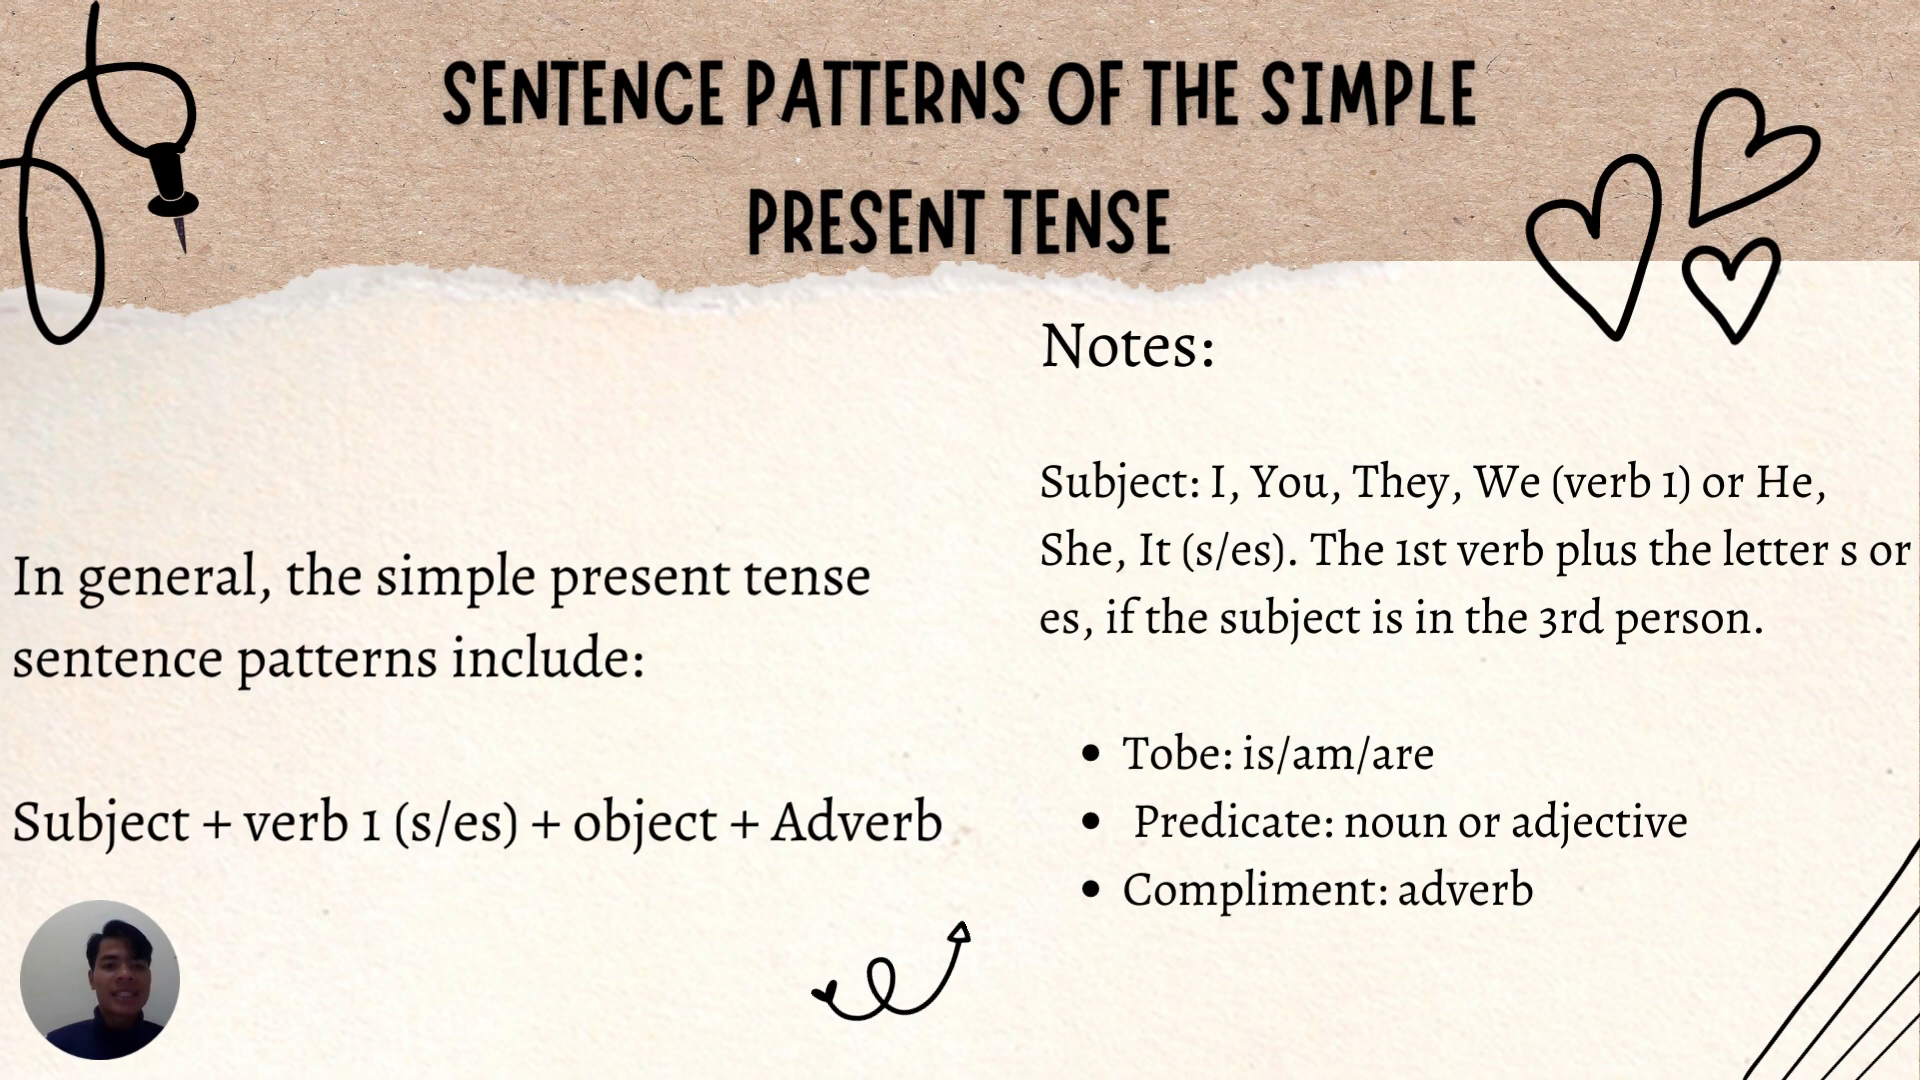 SENTENCE PATTERNS OF THE SIMPLE
PRESENT TENSE
In general, the simple present tense
sentence patterns include:
Subject + verb 1 (s/es) + object + Adverb
Notes:
Subject: I, You, They, We (verb 1) or He,
She, It (s/es). The 1st verb plus the letter s or
es, if the subject is in the 3rd person.
• Tobe: is/am/are
• Predicate: noun or adjective
• Compliment: adverb